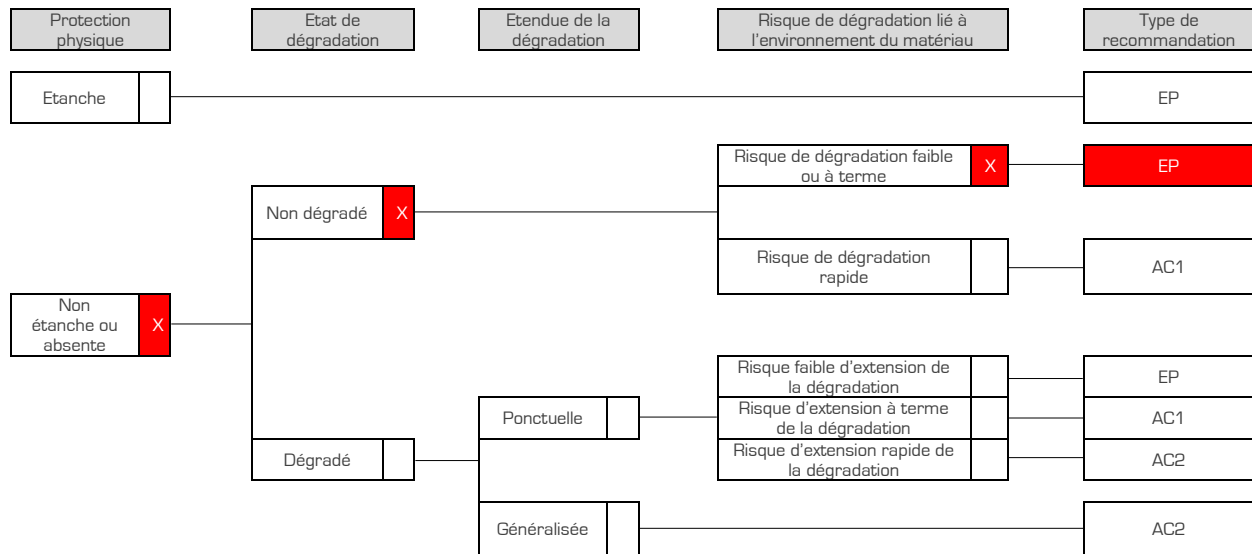 Protection
physique
Etat de
dégradation
Etendue de la
dégradation
Risque de dégradation lié à
l'environnement du matériau
Type de
recommandation
Etanche
EP
Risque de dégradation faible
ou à terme
X
EP
Non dégradé
X
Risque de dégradation
rapide
AC1
Non
étanche ou
absente
X
Risque faible d'extension de
la dégradation
EP
Ponctuelle
Risque d'extension à terme
de la dégradation
AC1
Dégradé
Risque d'extension rapide de
la dégradation
AC2
Généralisée
AC2